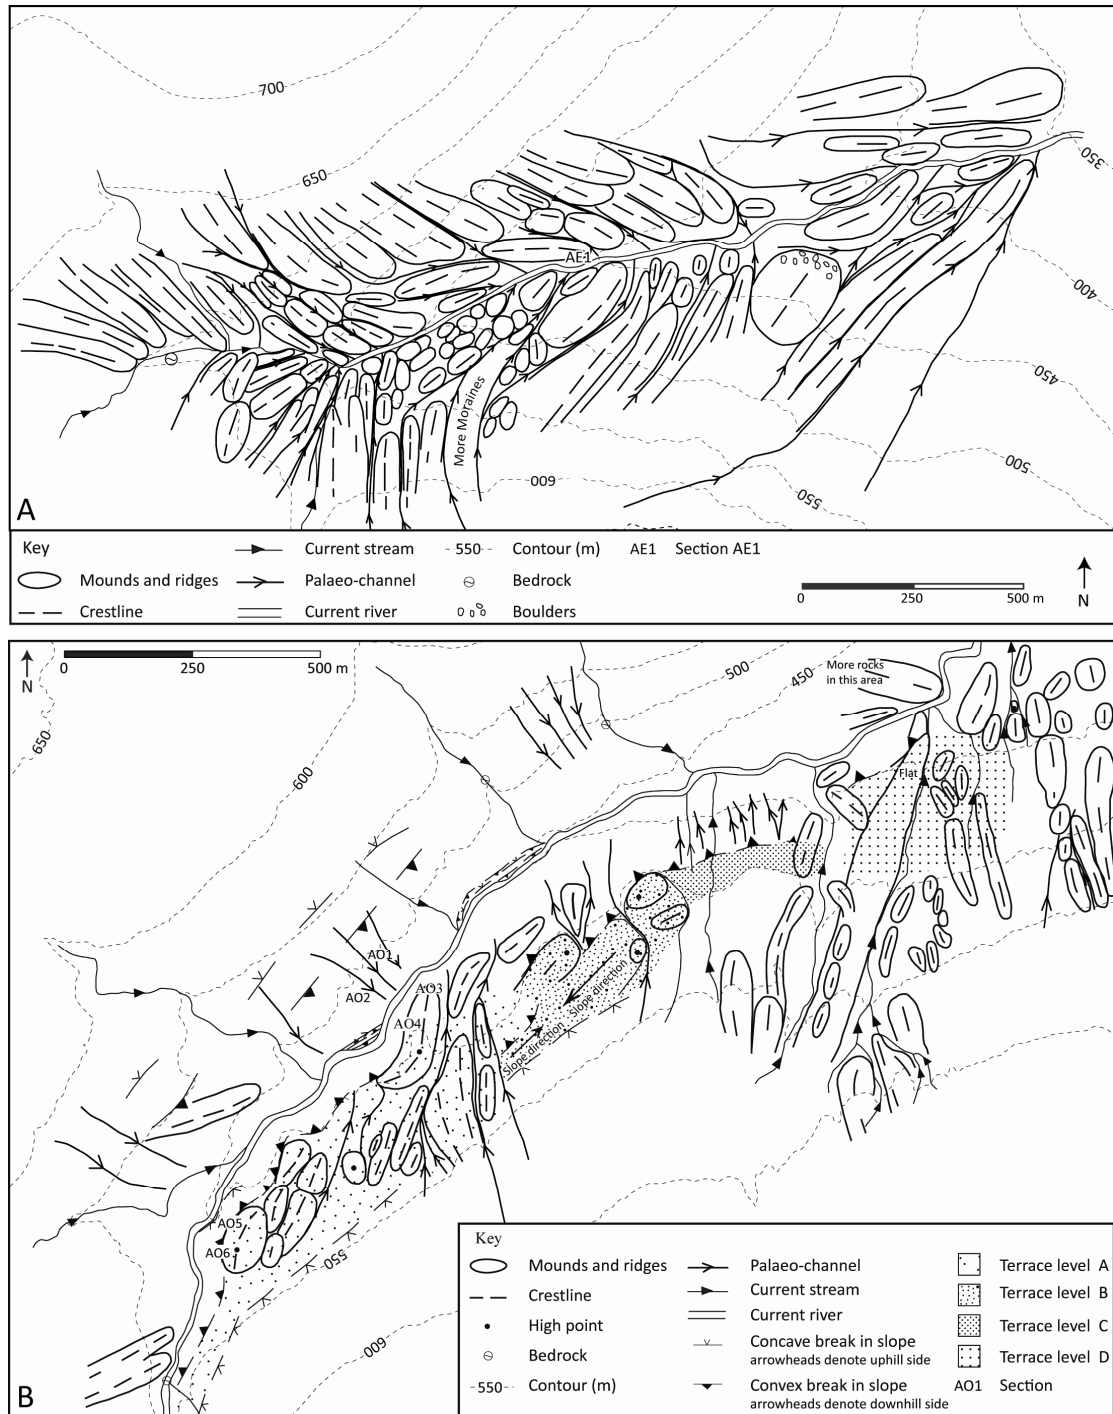 700
650
350
AE1
400
450
More Moraines
500
600
550
A
Key
Current stream
- 550 -
Contour (m)
AE1
Section AE1
Mounds and ridges
Palaeo-channel
Bedrock
Crestline
Current river
Boulders
0
250
500 m
N
0
250
500 m
N
More rocks
in this area
500
450
650
600
Flat
AO1
AO2
AO3
AO4
Slope direction
Slope direction
AO5
AO6
550
600
B
Key
Mounds and ridges
Palaeo-channel
Terrace level A
Crestline
Current stream
Terrace level B
Current river
High point
Concave break in slope
arrowheads denote uphill side
Terrace level C
Bedrock
Terrace level D
-550-
Contour (m)
Convex break in slope
arrowheads denote downhill side
AO1
Section